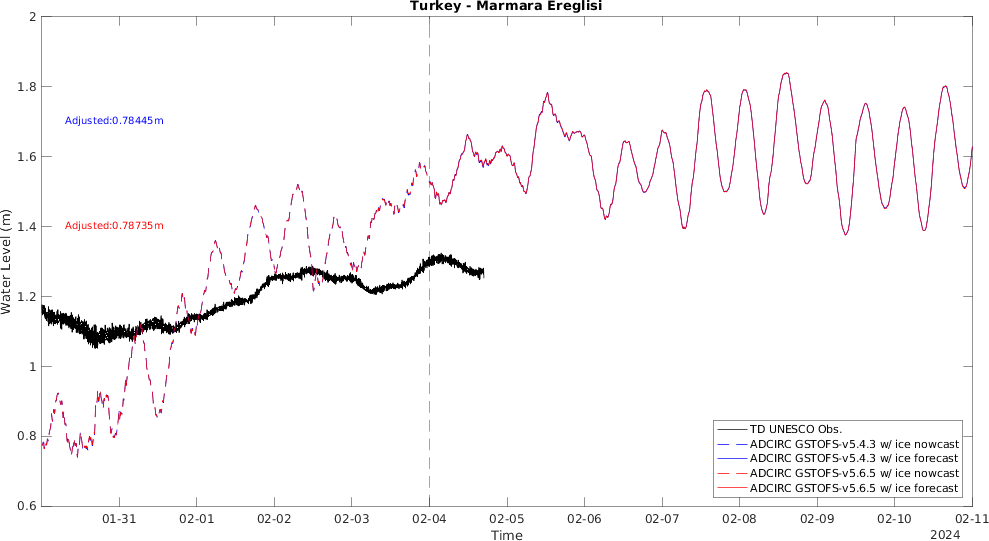 Turkey - Marmara Ereglisi
Water Level (m)
2
1.8
1.6
1.4
1.2
1
0.8
0.6
Adjusted:0.78445m
Adjusted:0.78735m
TD UNESCO Obs.
ADCIRC GSTOFS-v5.4.3 w/ ice nowcast
ADCIRC GSTOFS-v5.4.3 w/ ice forecast
ADCIRC GSTOFS-v5.6.5 w/ ice nowcast
ADCIRC GSTOFS-v5.6.5 w/ ice forecast
01-31 02-01 02-02 02-03 02-04 02-05 02-06 02-07 02-08 02-09 02-10 02-11
Time
2024